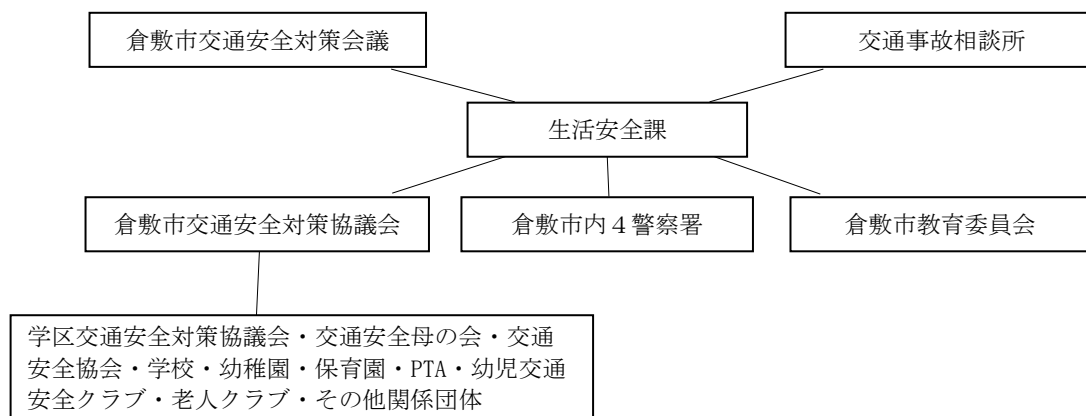 倉敷市交通安全対策会議
交通事故相談所
生活安全課
倉敷市交通安全対策協議会
倉敷市内4警察署
倉敷市教育委員会
学区交通安全対策協議会・交通安全母の会・交通
安全協会・学校・幼稚園・保育園・PTA・幼児交通
安全クラブ・老人クラブ・その他関係団体